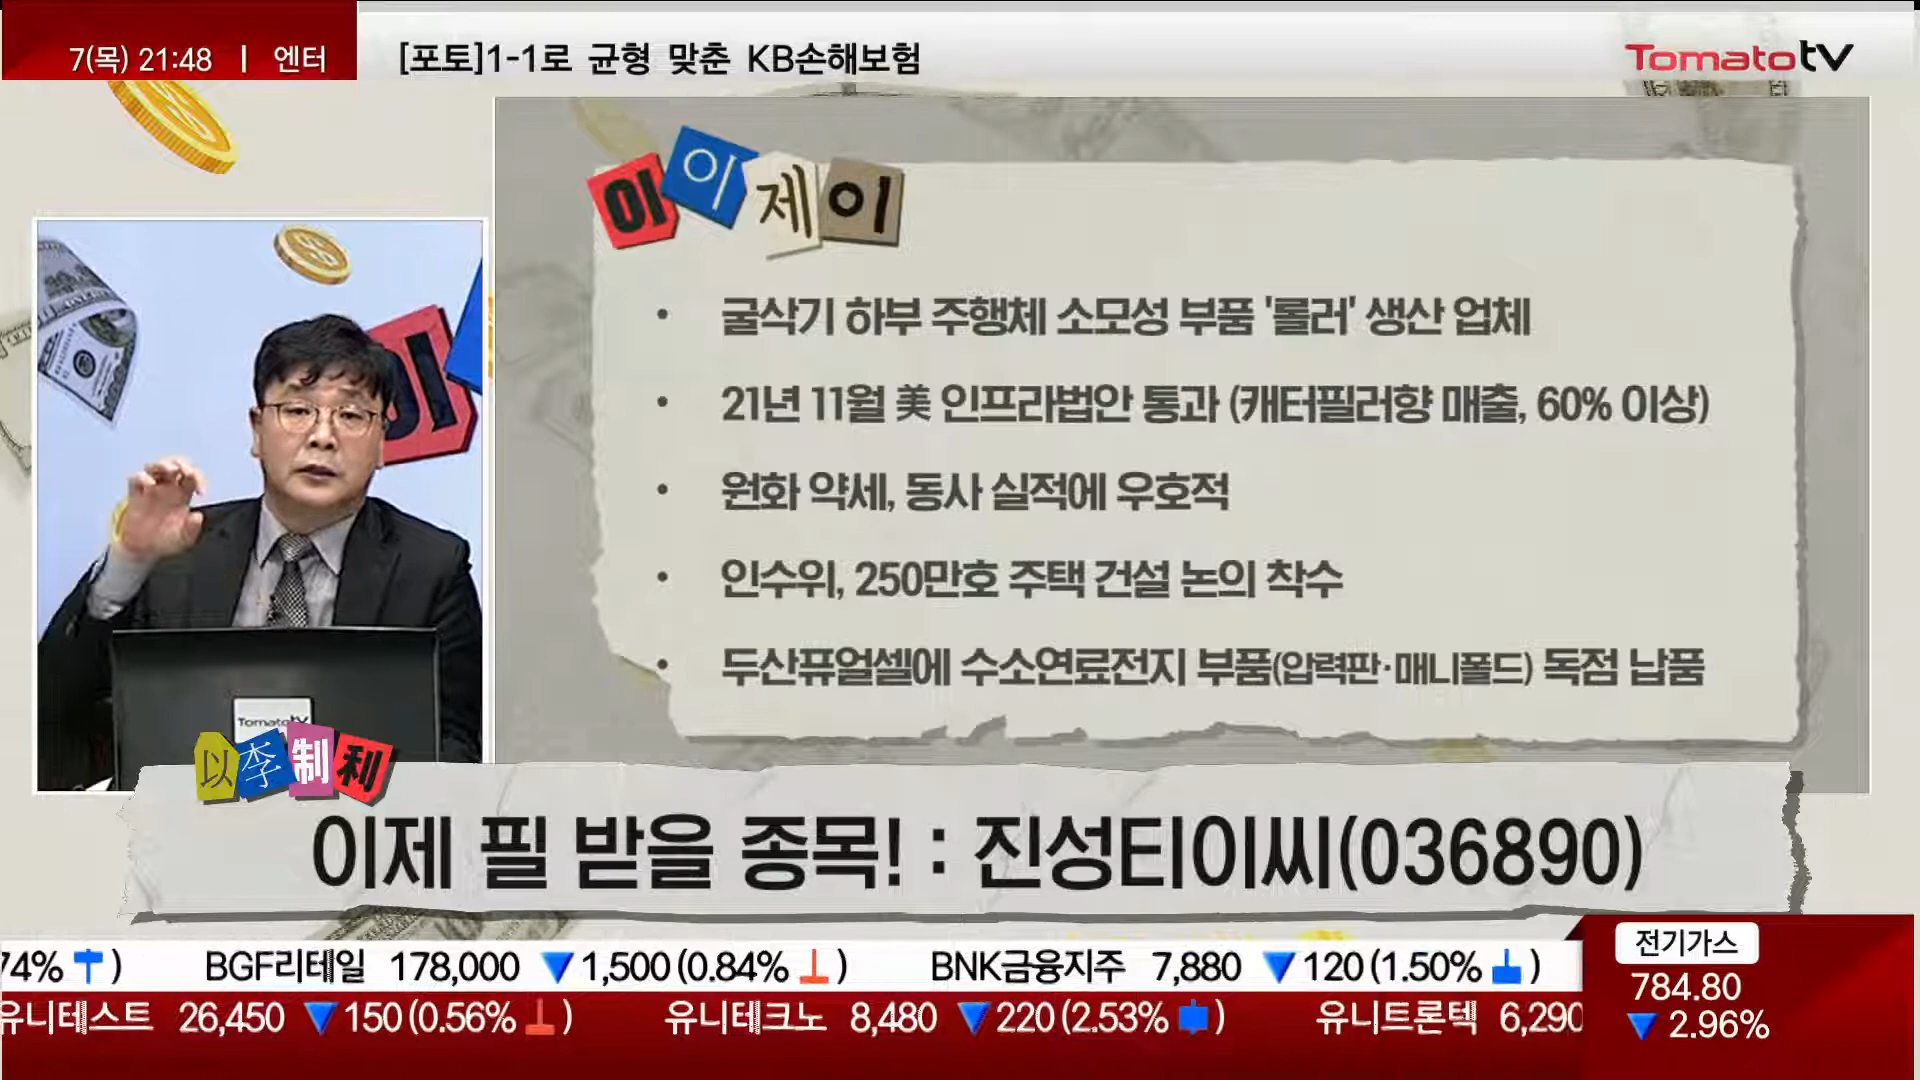 7(목) 21:48 | 엔터
[포토]1-1로 균형 맞춘 KB손해보험
Tomatotv
이이제이
• 굴삭기 하부 주행체 소모성 부품 '롤러' 생산 업체
• 21년 11월 美 인프라법안 통과 (캐터필러향 매출, 60% 이상)
• 원화 약세, 동사 실적에 우호적
• 인수위, 250만호 주택 건설 논의 착수
• 두산퓨얼셀에 수소연료전지 부품(압력판·매니폴드) 독점 납품
이
Tomatotv
以李制利
이제 필 받을 종목! : 진성티이씨(036890)
74% ) BGF리테일 178,000 ▼1,500(0.84% ) BNK금융지주 7,880 ▼120(1.50% )
유니테스트 26,450 ▼150(0.56% ) 유니테크노 8,480 ▼220(2.53% ) 유니트론텍 6,290
전기가스
784.80
▼ 2.96%